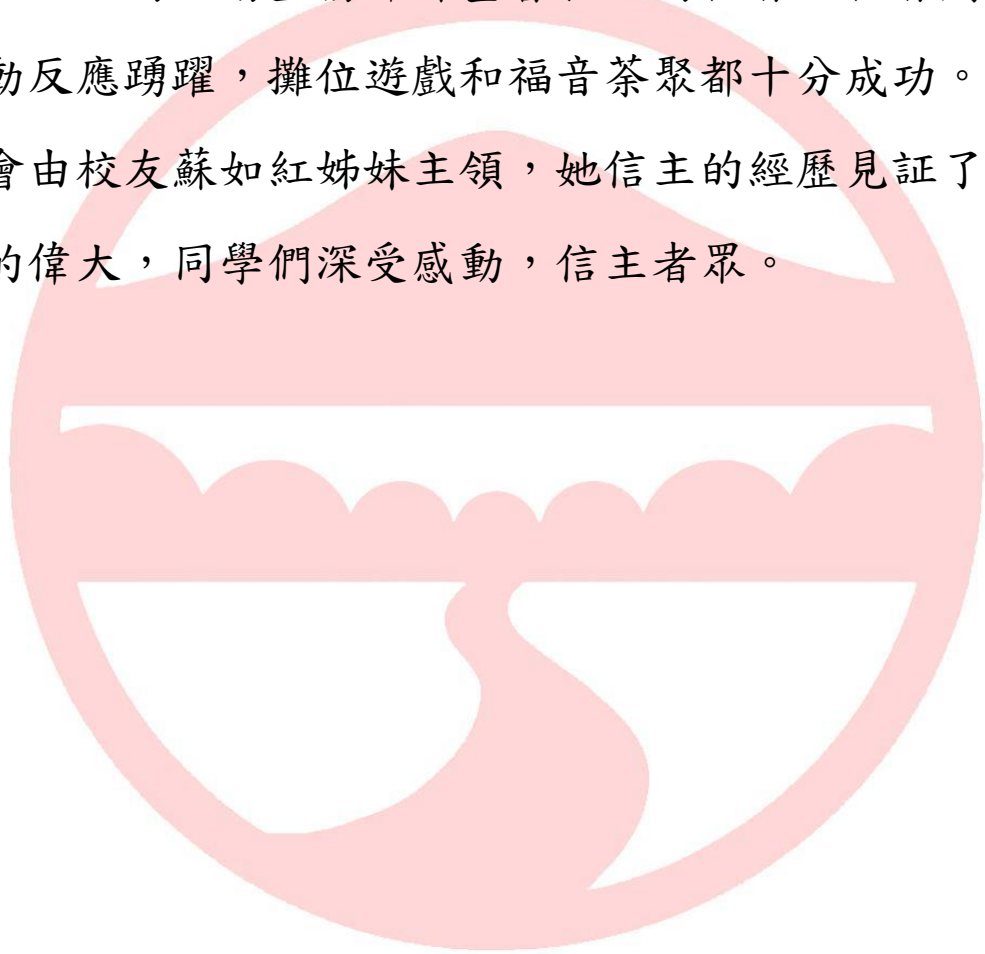 動反應踴躍，攤位遊戲和福音茶聚都十分成功。
會由校友蘇如紅姊妹主領，她信主的經歷見証了
的偉大，同學們深受感動，信主者眾。